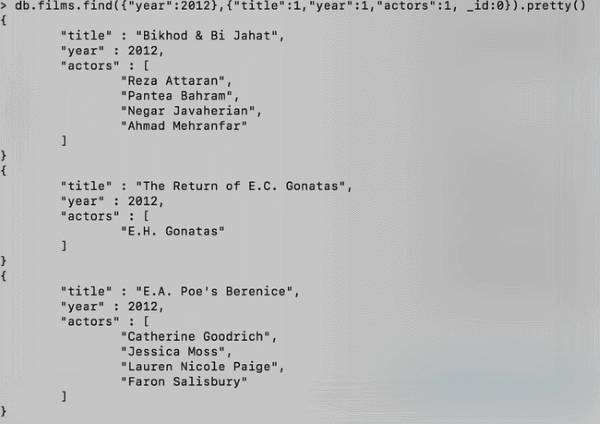 > db.films.find({"year":2012},{"title":1,"year":1,"actors":1, _id:0}).pretty()
{
"title" : "Bikhod & Bi Jahat",
"year" : 2012,
"actors" : [
"Reza Attaran",
"Pantea Bahram",
"Negar Javaherian",
"Ahmad Mehranfar"
]
}
{
"title" : "The Return of E.C. Gonatas",
"year" : 2012,
"actors" : [
"E.H. Gonatas"
]
}
{
"title" : "E.A. Poe's Berenice",
"year" : 2012,
"actors" : [
"Catherine Goodrich",
"Jessica Moss",
"Lauren Nicole Paige",
"Faron Salisbury"
]
}